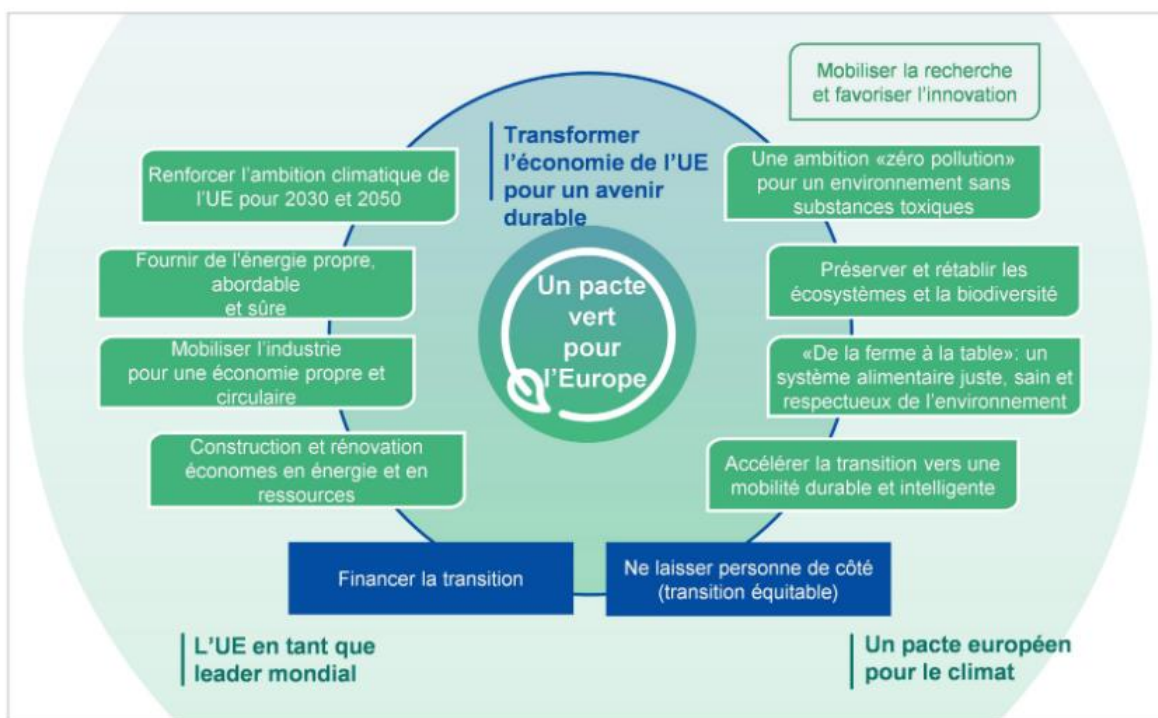 Mobiliser la recherche
et favoriser l'innovation
Transformer
l'économie de l'UE
pour un avenir
durable
Renforcer l'ambition climatique de
l'UE pour 2030 et 2050
Une ambition «zéro pollution»
pour un environnement sans
substances toxiques
Fournir de l'énergie propre,
abordable
et sûre
Préserver et rétablir les
écosystèmes et la biodiversité
Un pacte
vert
pour
l'Europe
Mobiliser l'industrie
pour une économie propre et
circulaire
«De la ferme à la table»: un
système alimentaire juste, sain et
respectueux de l'environnement
Construction et rénovation
économes en énergie et en
ressources
Accélérer la transition vers une
mobilité durable et intelligente
Financer la transition
Ne laisser personne de côté
(transition équitable)
L'UE en tant que
leader mondial
Un pacte européen
pour le climat